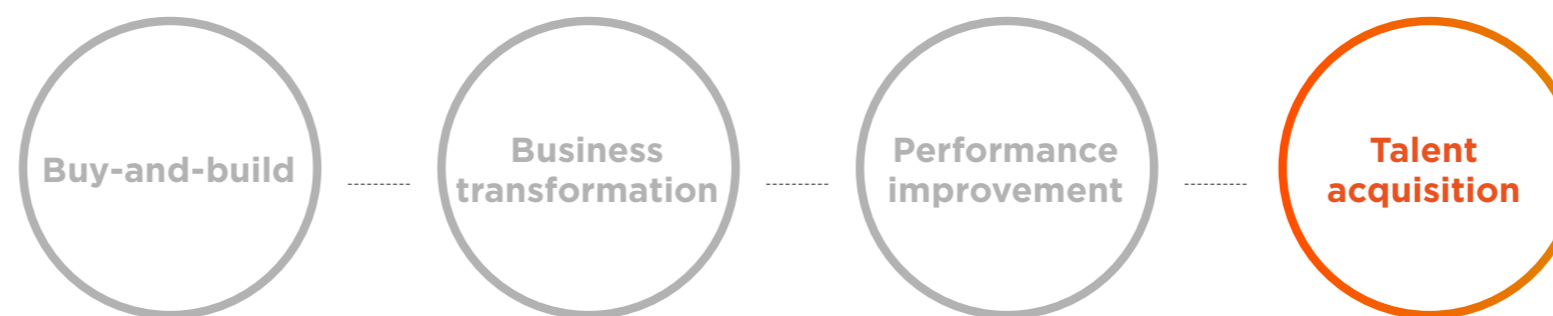 Buy-and-build
Business
transformation
Performance
improvement
Talent
acquisition